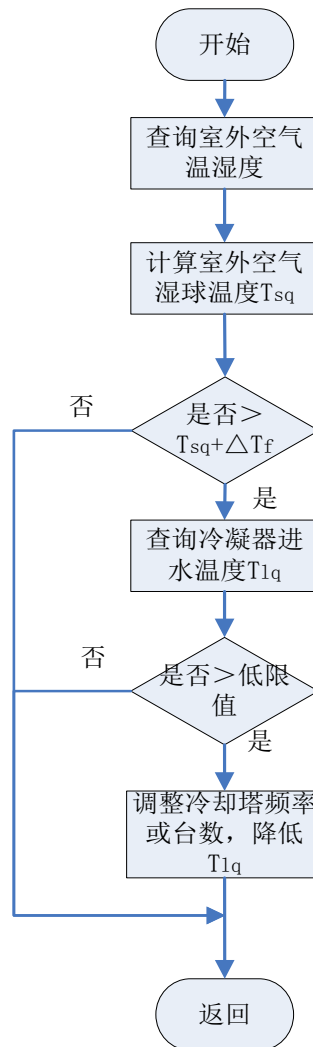 开始
查询室外空气
温湿度
计算室外空气
湿球温度Tsq
否
是否＞
Tsq+△Tf
是
查询冷凝器进
水温度Tlq
否
是否＞低限
值
是
调整冷却塔频率
或台数，降低
Tlq
返回